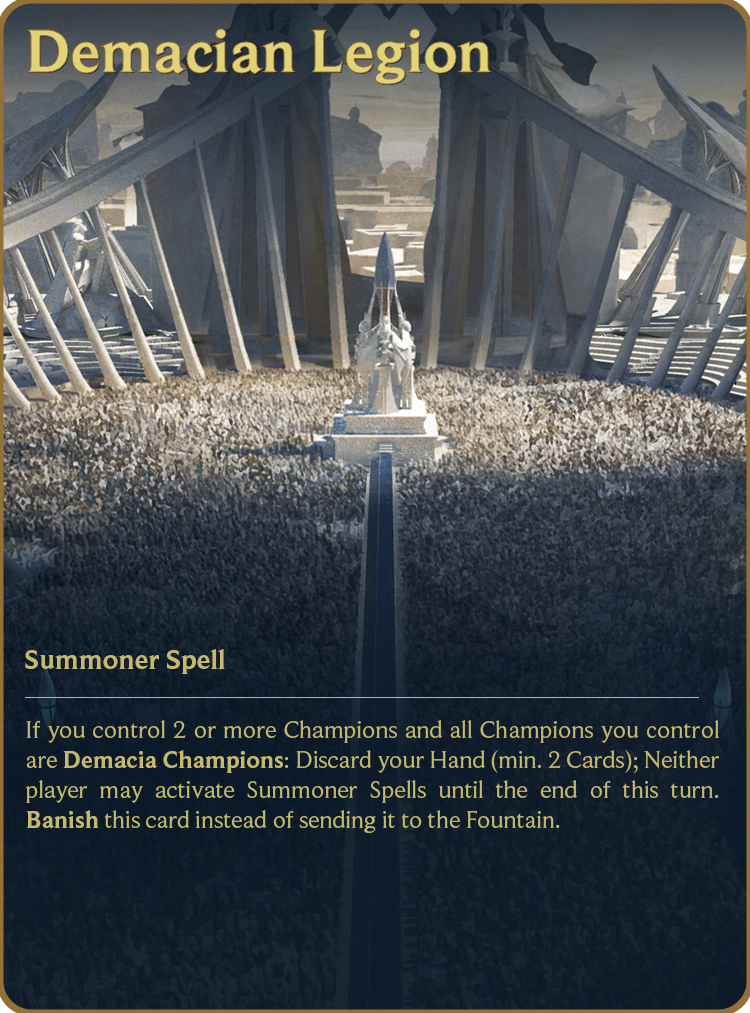 Demacian Legion
Summoner Spell
If you control 2 or more Champions and all Champions you control
are Demacia Champions: Discard your Hand (min. 2 Cards); Neither
player may activate Summoner Spells until the end of this turn.
Banish this card instead of sending it to the Fountain.